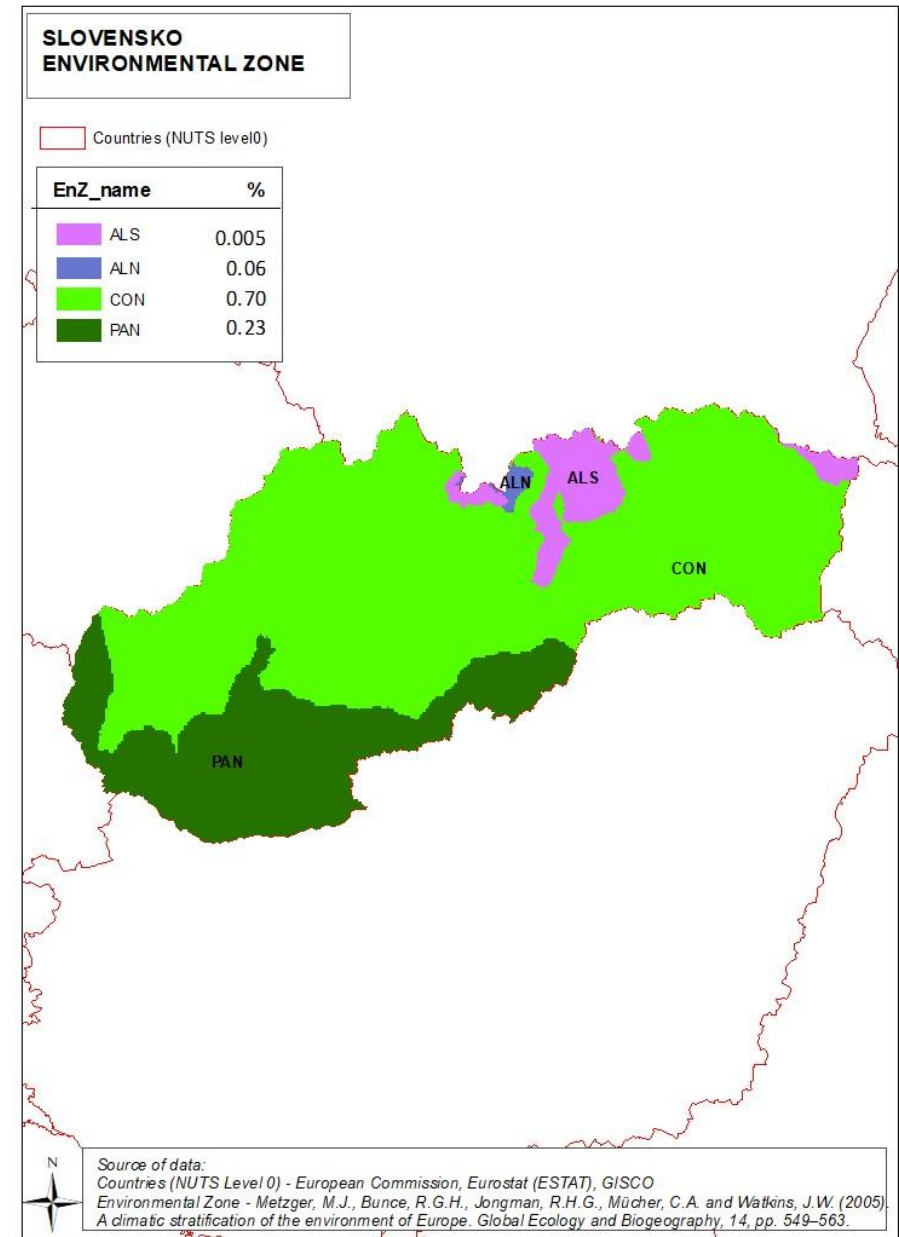 SLOVENSKO
ENVIRONMENTAL ZONE
Countries (NUTS level0)
EnZ_name %
ALS 0.005
ALN 0.06
CON 0.70
PAN 0.23
ALN
ALS
CON
PAN
N
Source of data:
Countries (NUTS Level 0) - European Commission, Eurostat (ESTAT), GISCO
Environmental Zone - Metzger, M.J., Bunce, R.G.H., Jongman, R.H.G., Mücher, C.A. and Watkins, J.W. (2005).
A climatic stratification of the environment of Europe. Global Ecology and Biogeography, 14, pp. 549–563.